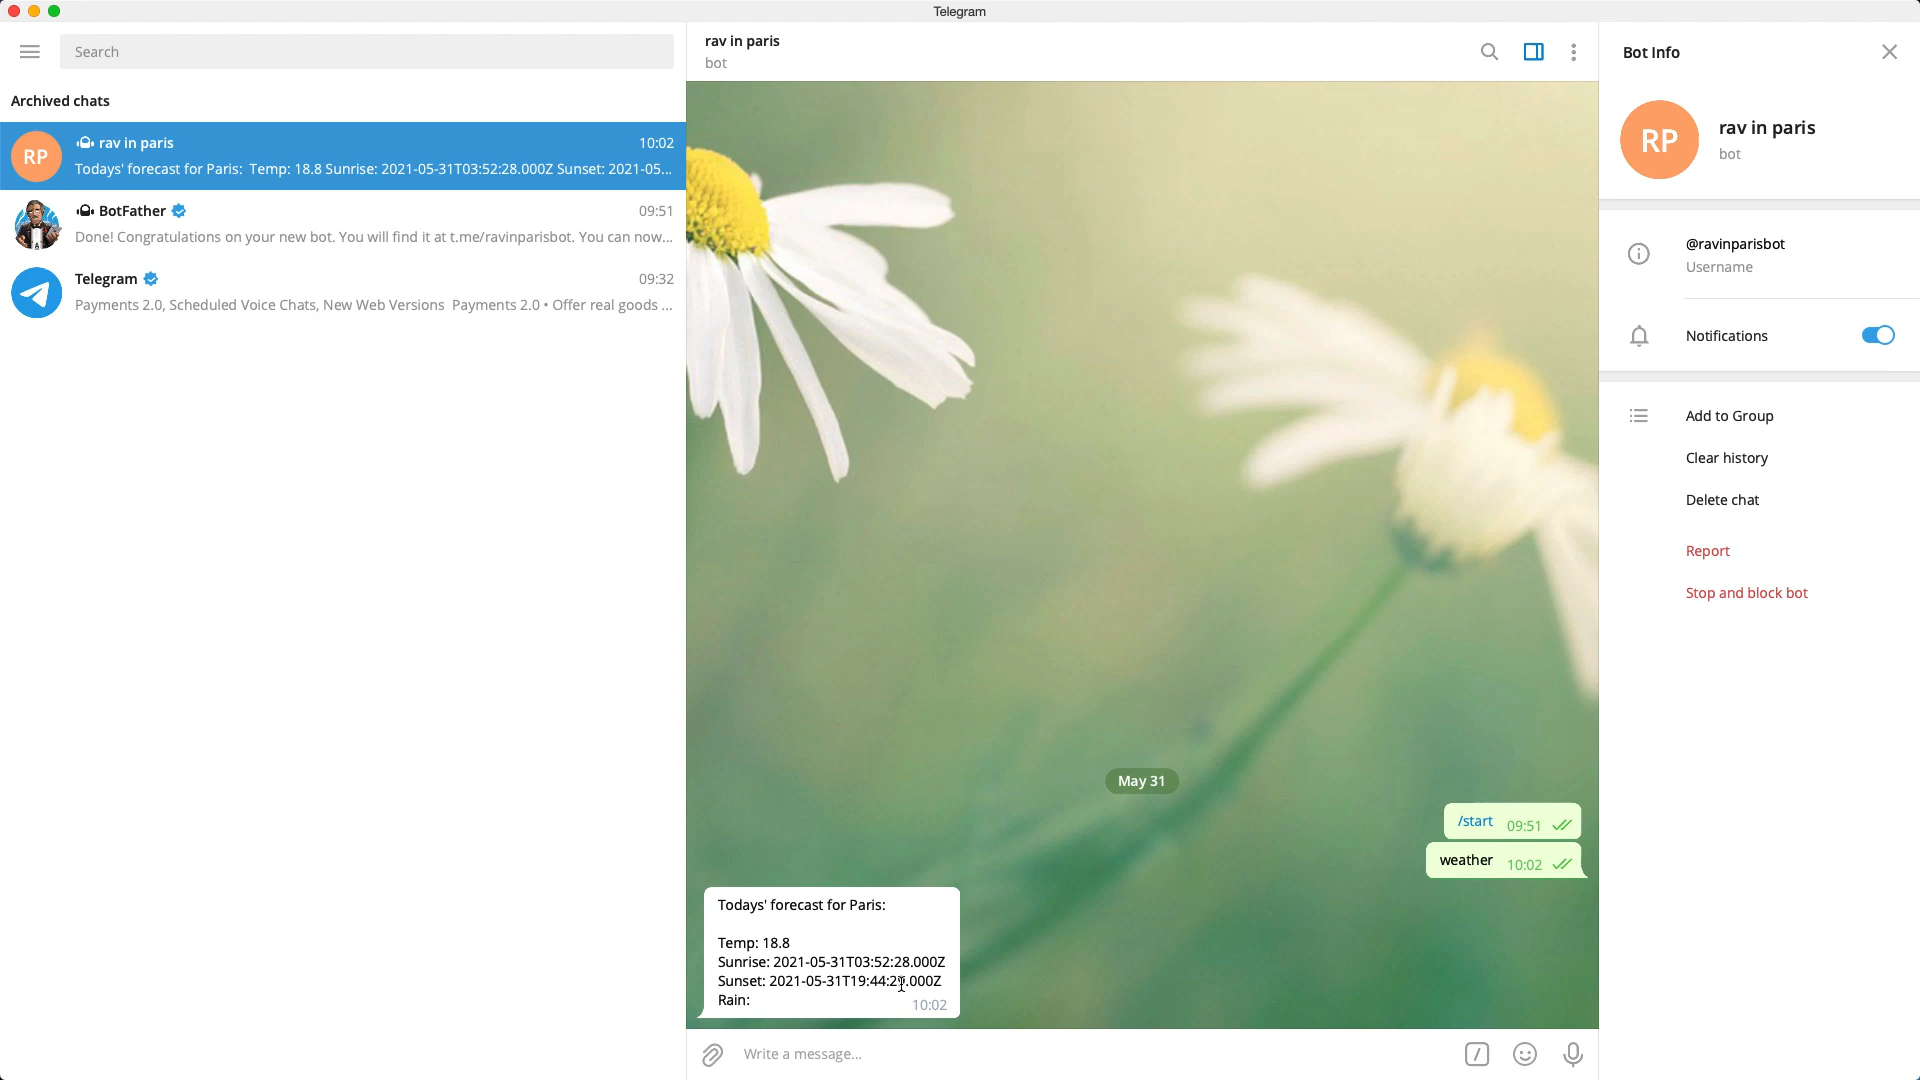 Telegram
Search
Archived chats
RP
rav in paris
10:02
Todays' forecast for Paris: Temp: 18.8 Sunrise: 2021-05-31T03:52:28.000Z Sunset: 2021-05...
BotFather
09:51
Done! Congratulations on your new bot. You will find it at t.me/ravinparisbot. You can now...
Telegram
09:32
Payments 2.0, Scheduled Voice Chats, New Web Versions Payments 2.0 • Offer real goods ...
rav in paris
bot
May 31
/start 09:51
weather 10:02
Todays' forecast for Paris:
Temp: 18.8
Sunrise: 2021-05-31T03:52:28.000Z
Sunset: 
Rain:
10:02
Write a message...
Bot Info
RP
rav in paris
bot
@ravinparisbot
Username
Notifications
Add to Group
Clear history
Delete chat
Report
Stop and block bot